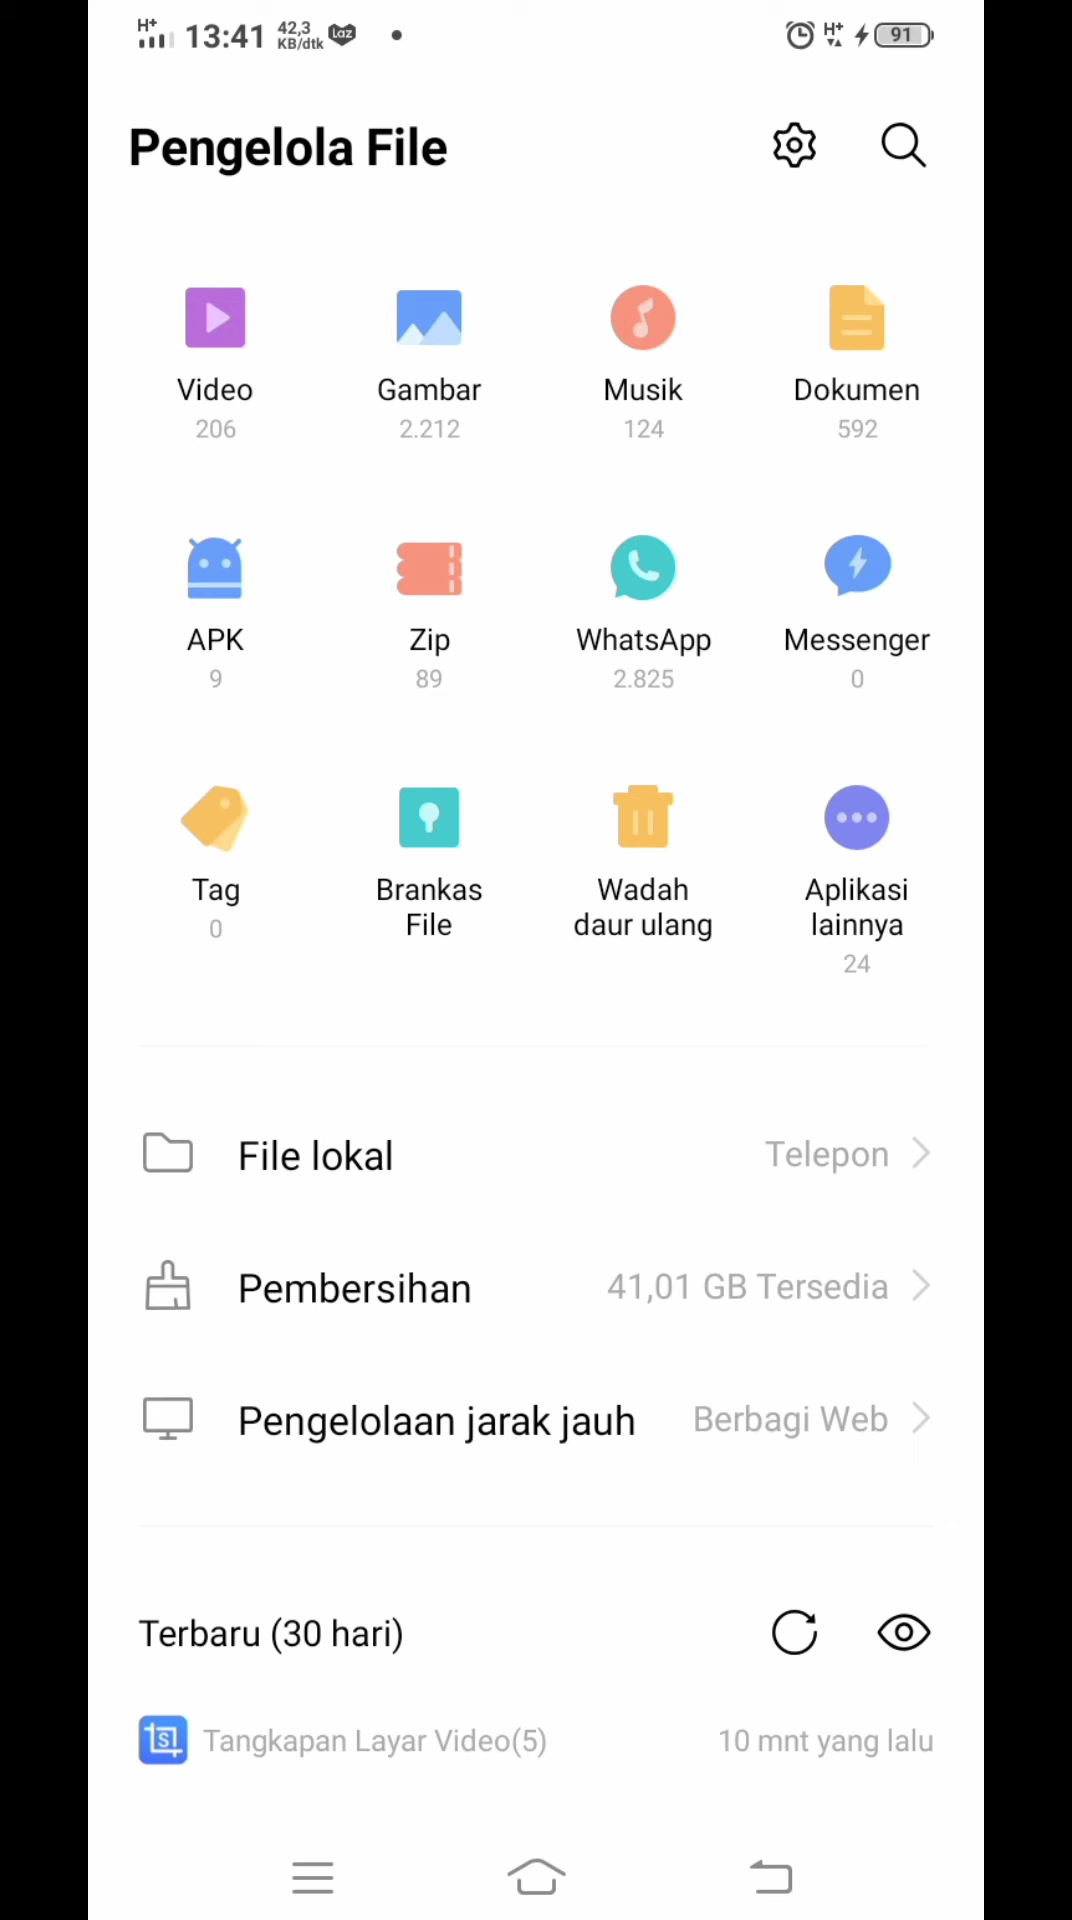 H+ 13:41 42,3 KB/dtk Laz H+ 91
Pengelola File
Video Gambar Musik Dokumen
206 2.212 124 592
APK Zip WhatsApp Messenger
9 89 2.825 0
Tag Brankas File Wadah daur ulang Aplikasi lainnya
0 24
File lokal Telepon
Pembersihan 41,01 GB Tersedia
Pengelolaan jarak jauh Berbagi Web
Terbaru (30 hari)
Tangkapan Layar Video(5) 10 mnt yang lalu